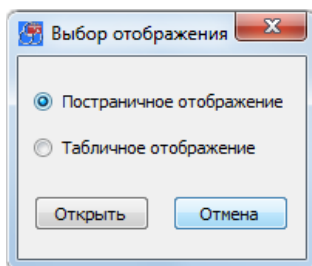 Выбор отображения
Постраничное отображение
Табличное отображение
Открыть Отмена